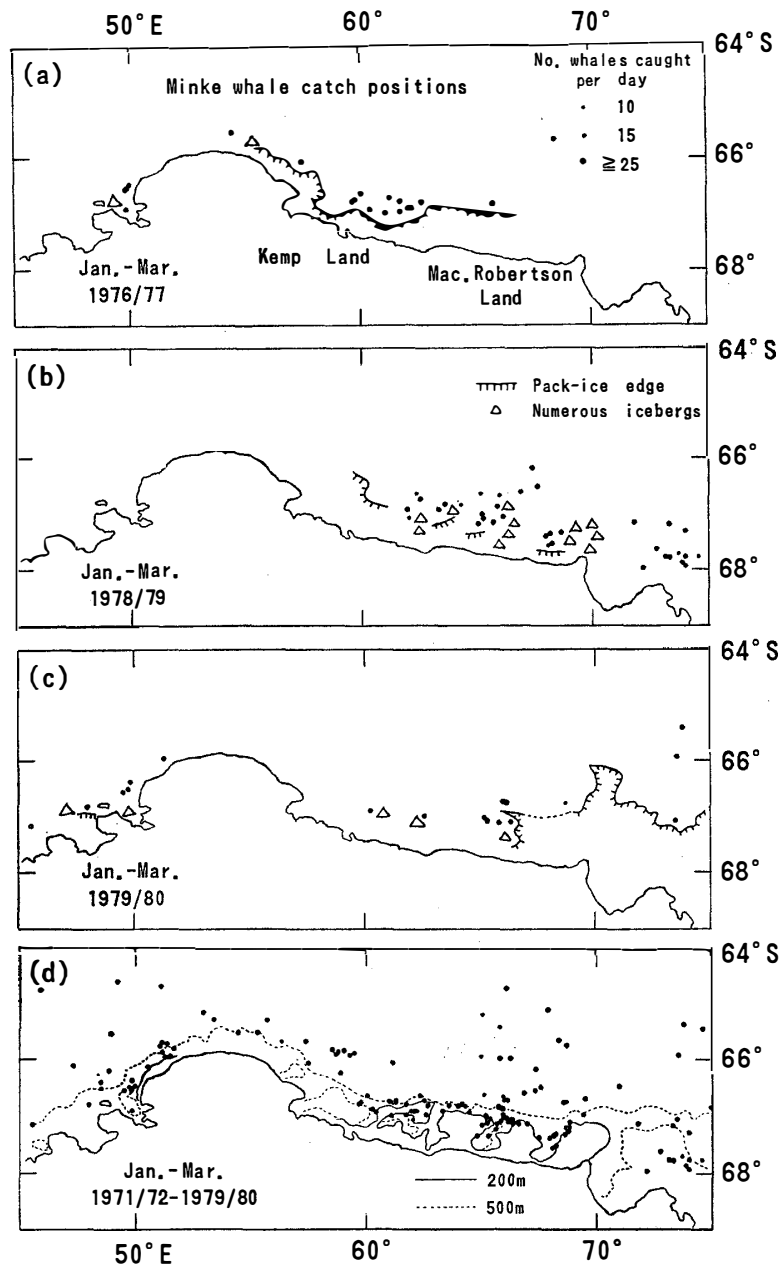 50°E 60° 70°
64°S
(a)
Minke whale catch positions
No. whales caught
per day
10
15
≧25
66°
Jan.-Mar.
1976/77
Kemp Land
Mac.Robertson
Land
68°
64°S
(b)
Pack-ice edge
Numerous icebergs
66°
Jan.-Mar.
1978/79
68°
64°S
(c)
66°
Jan.-Mar.
1979/80
68°
64°S
(d)
66°
Jan.-Mar.
1971/72-1979/80
200m
500m
68°
50°E 60° 70°